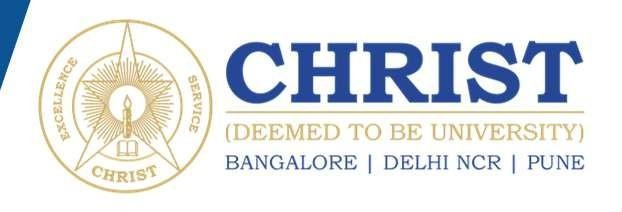 EXCELLENCE
SERVICE
CHRIST
CHRIST
(DEEMED TO BE UNIVERSITY)
BANGALORE | DELHI NCR | PUNE